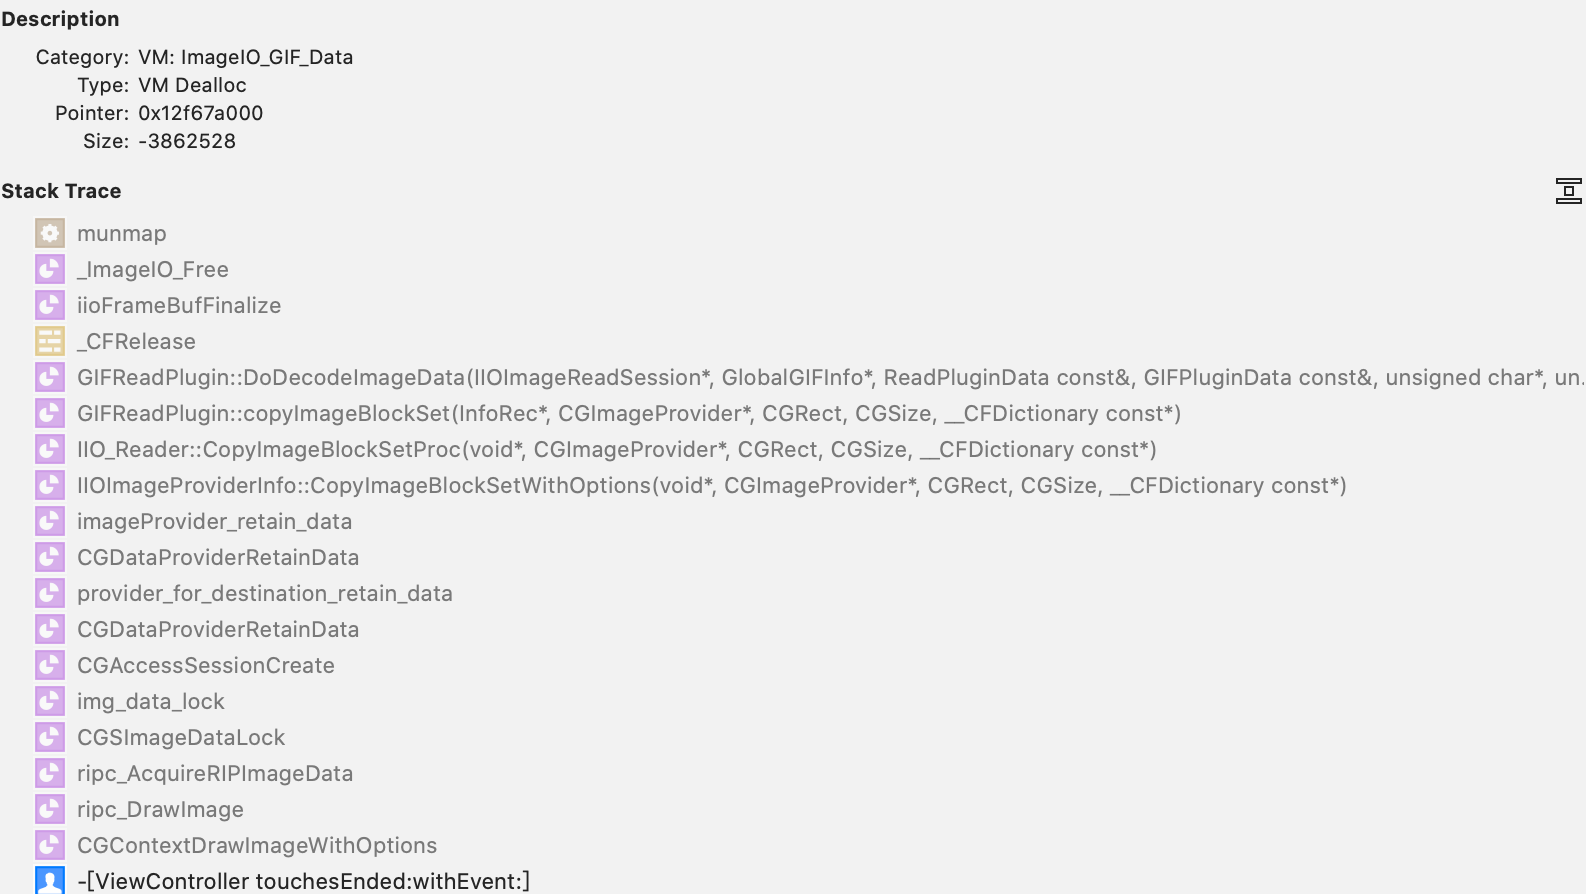 Description
Category: VM: ImageIO_GIF_Data
Type: VM Dealloc
Pointer: 0x12f67a000
Size: -3862528
Stack Trace
munmap
_ImageIO_Free
iioFrameBufFinalize
_CFRelease
GIFReadPlugin::DoDecodeImageData(IIOImageReadSession*, GlobalGIFInfo*, ReadPluginData const&, GIFPluginData const&, unsigned char*, un.
GIFReadPlugin::copyImageBlockSet(InfoRec*, CGImageProvider*, CGRect, CGSize, __CFDictionary const*)
IIO_Reader::CopyImageBlockSetProc(void*, CGImageProvider*, CGRect, CGSize, __CFDictionary const*)
IIOImageProviderInfo::CopyImageBlockSetWithOptions(void*, CGImageProvider*, CGRect, CGSize, __CFDictionary const*)
imageProvider_retain_data
CGDataProviderRetainData
provider_for_destination_retain_data
CGDataProviderRetainData
CGAccessSessionCreate
img_data_lock
CGSImageDataLock
ripc_AcquireRIPImageData
ripc_DrawImage
CGContextDrawImageWithOptions
-[ViewController touchesEnded:withEvent:]